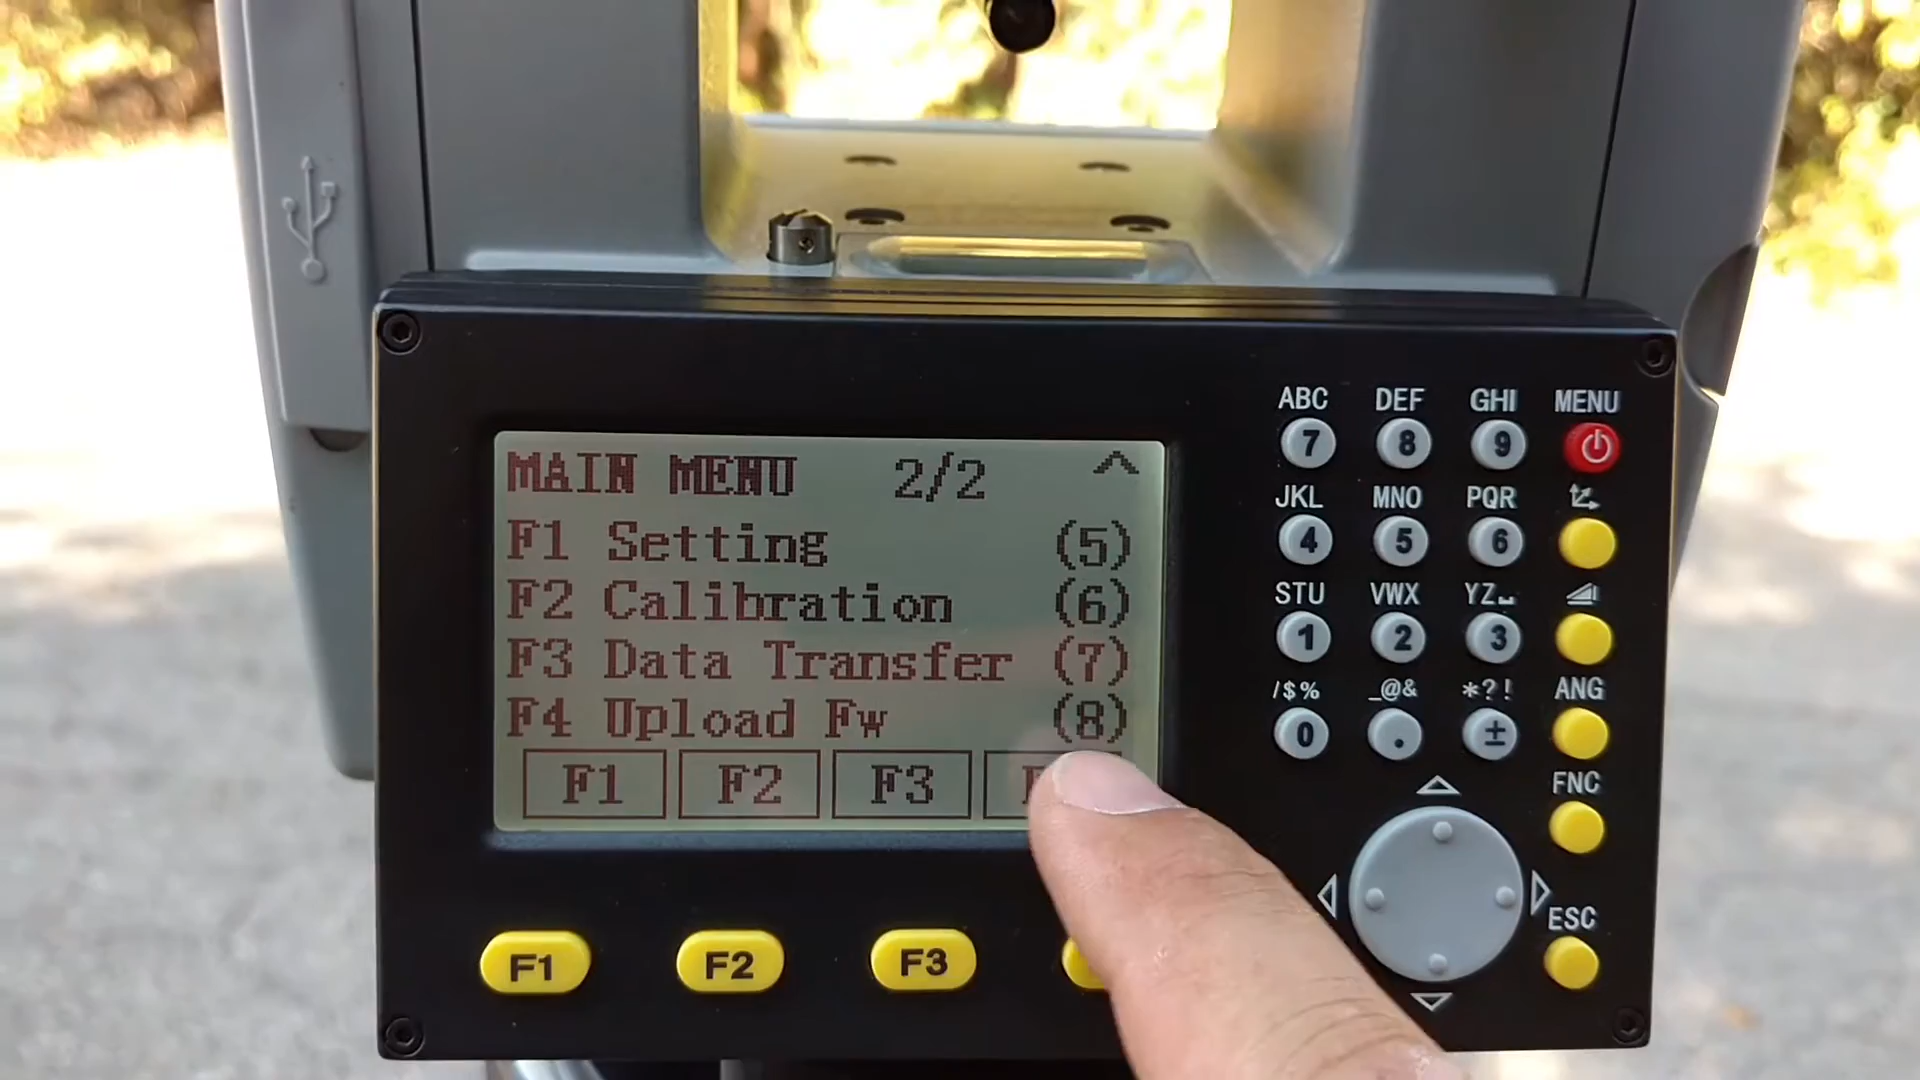 MAIN MENU 2/2 ^
F1 Setting (5)
F2 Calibration (6)
F3 Data Transfer (7)
F4 Upload Fw (8)
F1 F2 F3
ABC DEF GHI MENU
7 8 9
JKL MNO PQR
4 5 6
STU VWX YZ
1 2 3
/$% _@& *?! ANG
0 . ±
FNC
ESC
F1 F2 F3